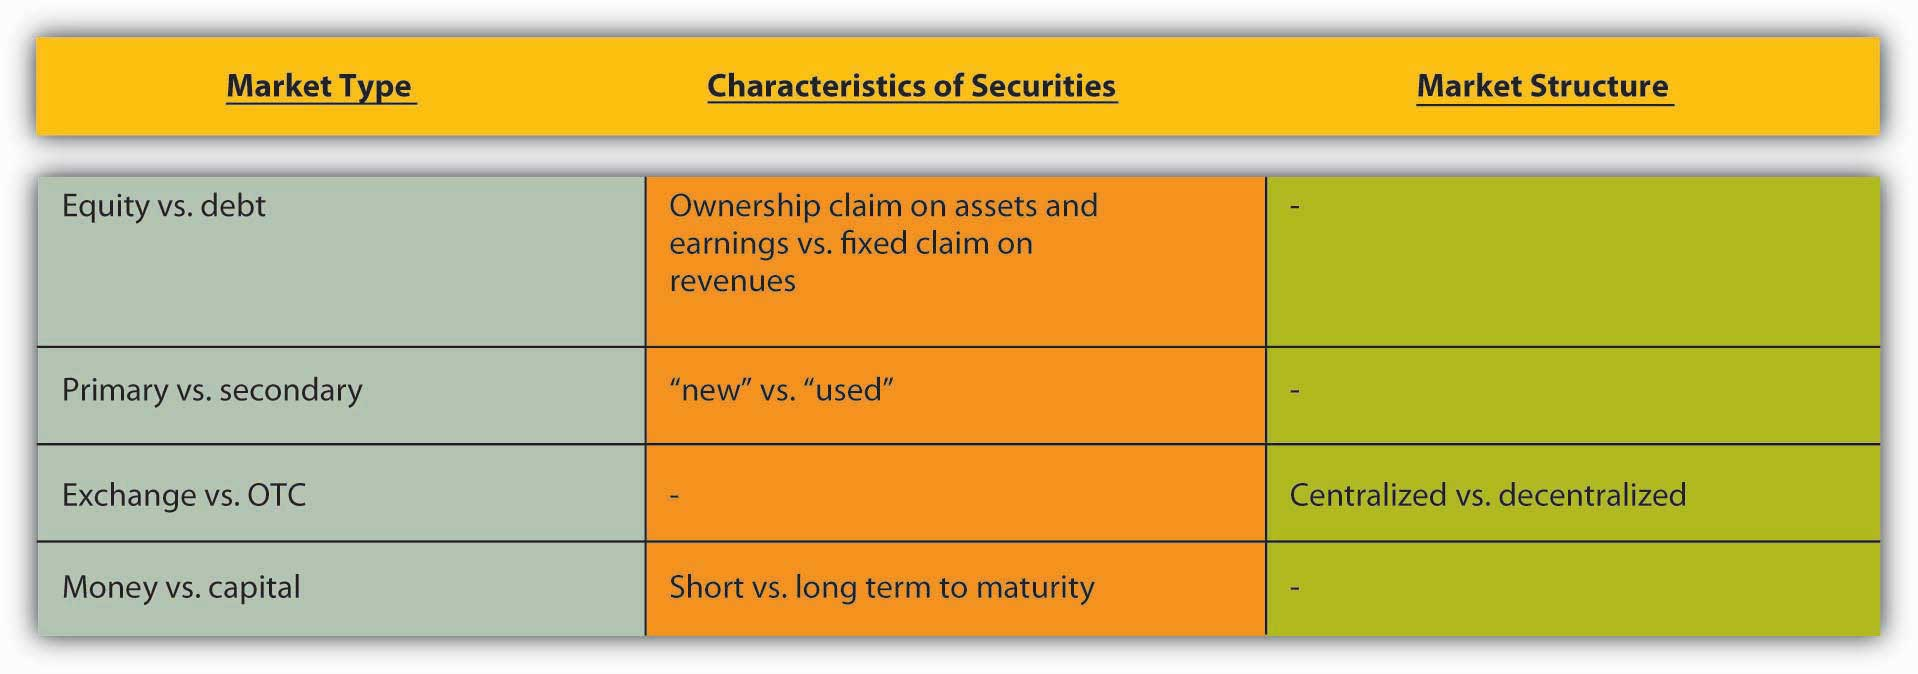 Market Type
Characteristics of Securities
Market Structure
Equity vs. debt
Ownership claim on assets and
earnings vs. fixed claim on
revenues
-
Primary vs. secondary
“new” vs. “used”
-
Exchange vs. OTC
-
Centralized vs. decentralized
Money vs. capital
Short vs. long term to maturity
-